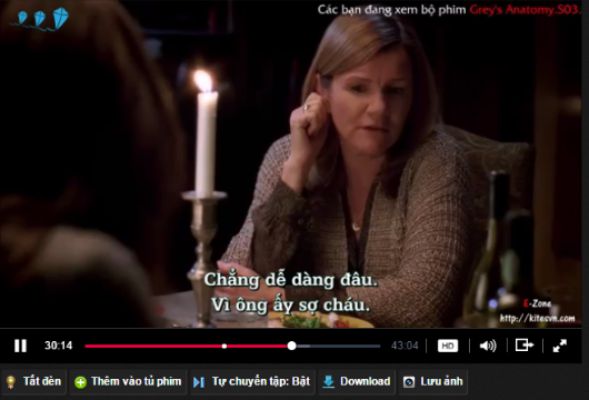 Các bạn đang xem bộ phim Grey's Anatomy.S03.
Chẳng dễ dàng đâu.
Vì ông ấy sợ cháu.
E-Zone
http://kitesvn.com
30:14
43:04
HD
Tắt đèn
Thêm vào tủ phim
Tự chuyển tập: Bật
Download
Lưu ảnh